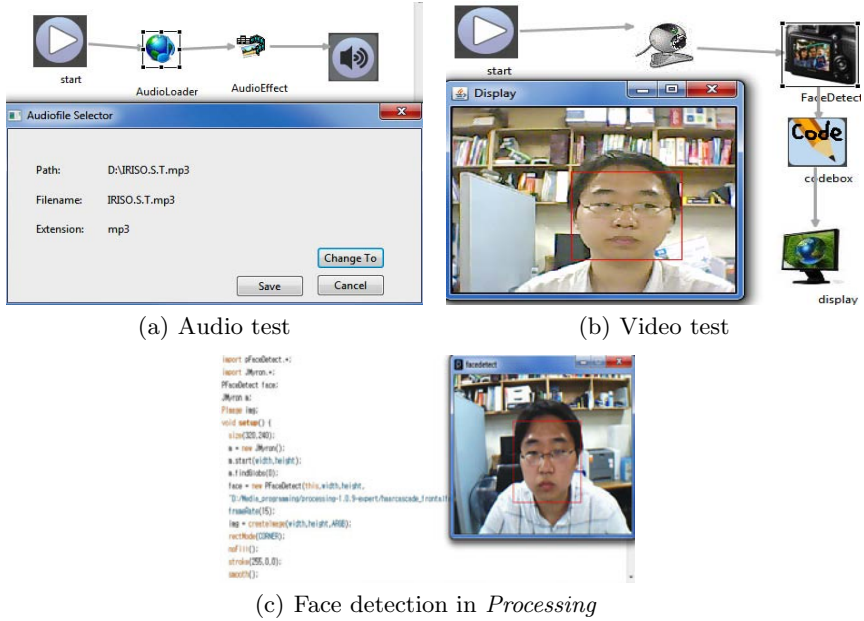 start
AudioLoader
AudioEffect
Audiofile Selector
Path: D:\IRISO.S.T.mp3
Filename: IRISO.S.T.mp3
Extension: mp3
Change To
Save Cancel
(a) Audio test
start
FaceDetect
Display
Code
codebox
display
(b) Video test
import pFaceDetect.*;
import JMyron.*;
PFaceDetect face;
JMyron m;
PImage img;
void setup() {
size(320,240);
m = new JMyron();
m.start(width,height);
m.findGlobs(0);
face = new PFaceDetect(this,width,height,
frameRate(15);
img = createImage(width,height,ARGB);
rectMode(CORNER);
noFill();
stroke(255,0,0);
smooth();
facedetect
(c) Face detection in Processing